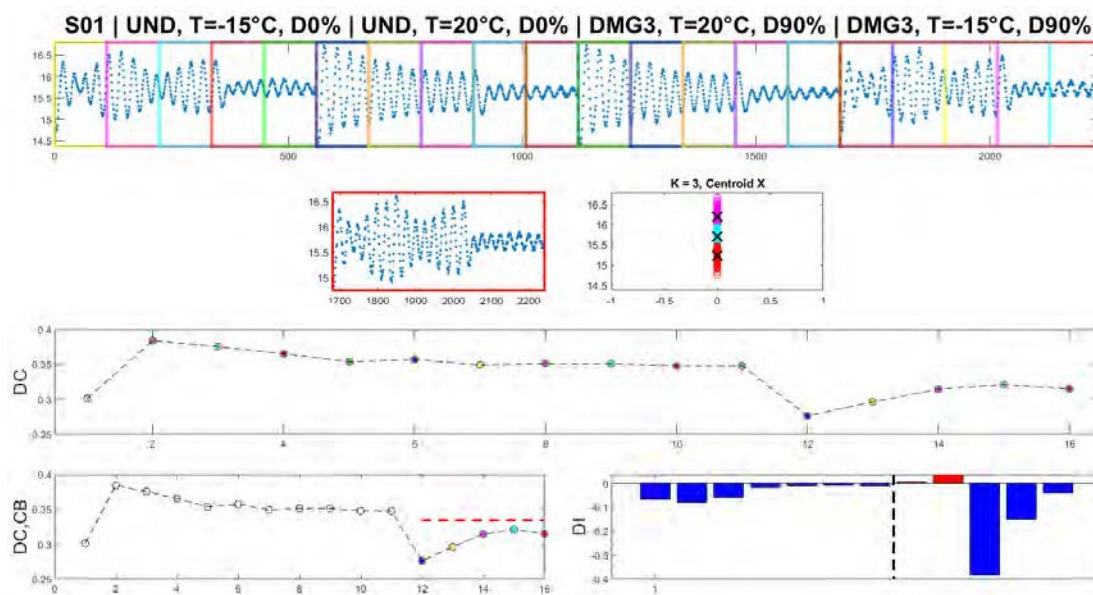 S01 | UND, T=-15°C, D0% | UND, T=20°C, D0% | DMG3, T=20°C, D90% | DMG3, T=-15°C, D90%
16.5
16
15.5
15
14.5
0 500 1000 1500 2000
K = 3, Centroid X
16.5
16
15.5
15
1700 1800 1900 2000 2100 2200
16.5
16
15.5
15
14.5
-1 -0.5 0 0.5 1
0.4
0.35
0.3
0.25
DC
2 4 6 8 10 12 14 16
0.4
0.35
0.3
0.25
DC,CB
0 2 4 6 8 10 12 14 16
0
-0.1
-0.2
-0.3
-0.4
DI
1